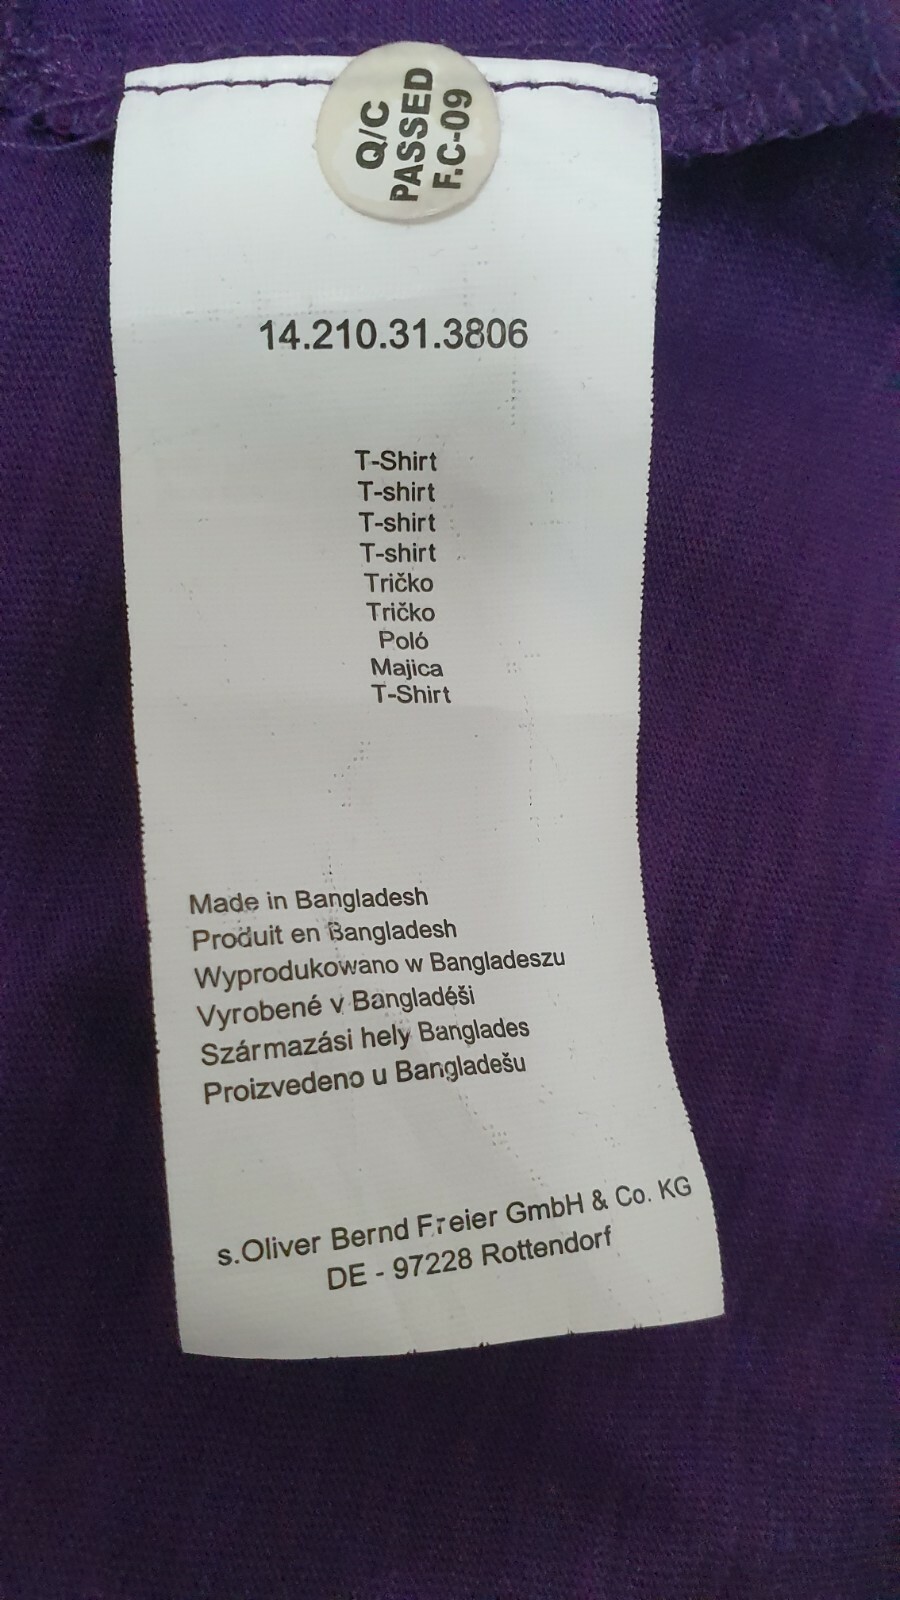 Q/C
PASSED
F.C-09
14.210.31.3806
T-Shirt
T-shirt
T-shirt
T-shirt
Tričko
Tričko
Poló
Majica
T-Shirt
Made in Bangladesh
Produit en Bangladesh
Wyprodukowano w Bangladeszu
Vyrobené v Bangladéši
Származási hely Banglades
Proizvedeno u Bangladešu
s.Oliver Bernd Freier GmbH & Co. KG
DE - 97228 Rottendorf